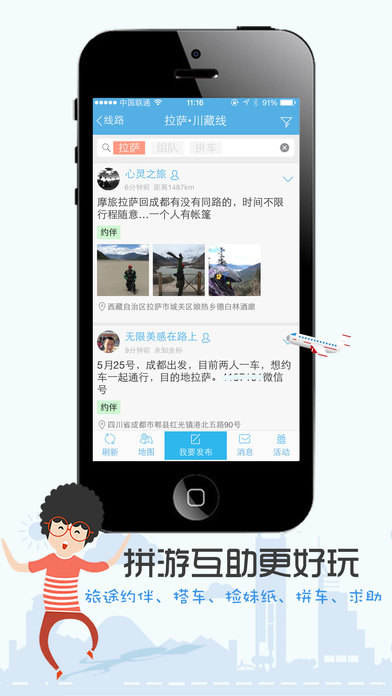 中国联通 11:16 91%
线路 拉萨•川藏线
拉萨 组队 拼车
心灵之旅
6分钟前 距离1487km
摩旅拉萨回成都有没有同路的，时间不限
行程随意...一个人有帐篷
约伴
西藏自治区拉萨市城关区娘热乡德白林酒廊
无限美感在路上
9分钟前 未知坐标
5月25号，成都出发，目前两人一车，想约
车一起通行，目的地拉萨。 微信
号
约伴
四川省成都市郫县红光镇港北五路90号
刷新 地图 我要发布 消息 活动
拼游互助更好玩
旅途约伴、搭车、捡妹纸、拼车、求助